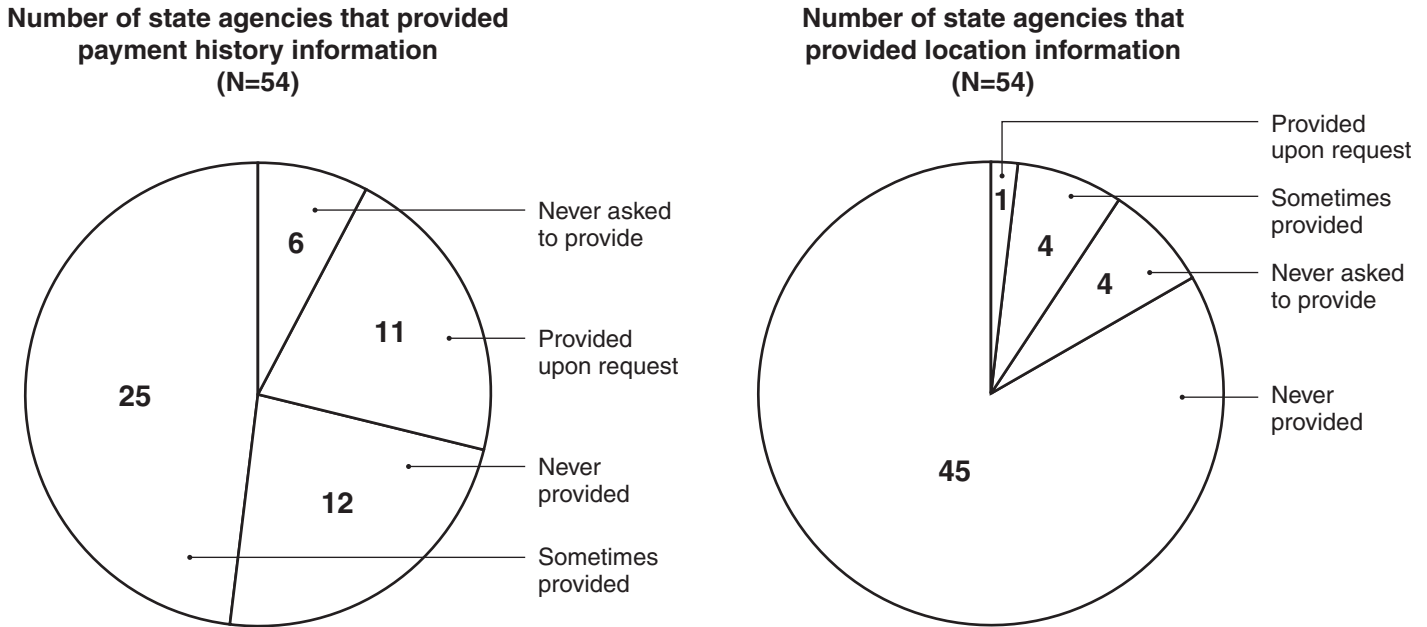 Number of state agencies that provided
payment history information
(N=54)
6
11
25
12
Never asked
to provide
Provided
upon request
Never
provided
Sometimes
provided
Number of state agencies that
provided location information
(N=54)
1
4
4
45
Provided
upon request
Sometimes
provided
Never asked
to provide
Never
provided